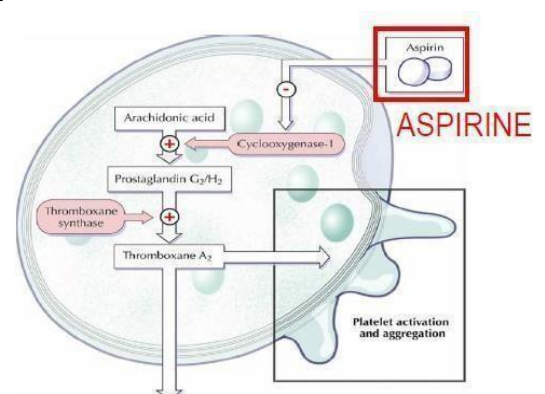 Aspirin
ASPIRINE
-
Arachidonic acid
+
Cyclooxygenase-1
Prostaglandin G₂/H₂
Thromboxane
synthase
+
Thromboxane A₂
Platelet activation
and aggregation